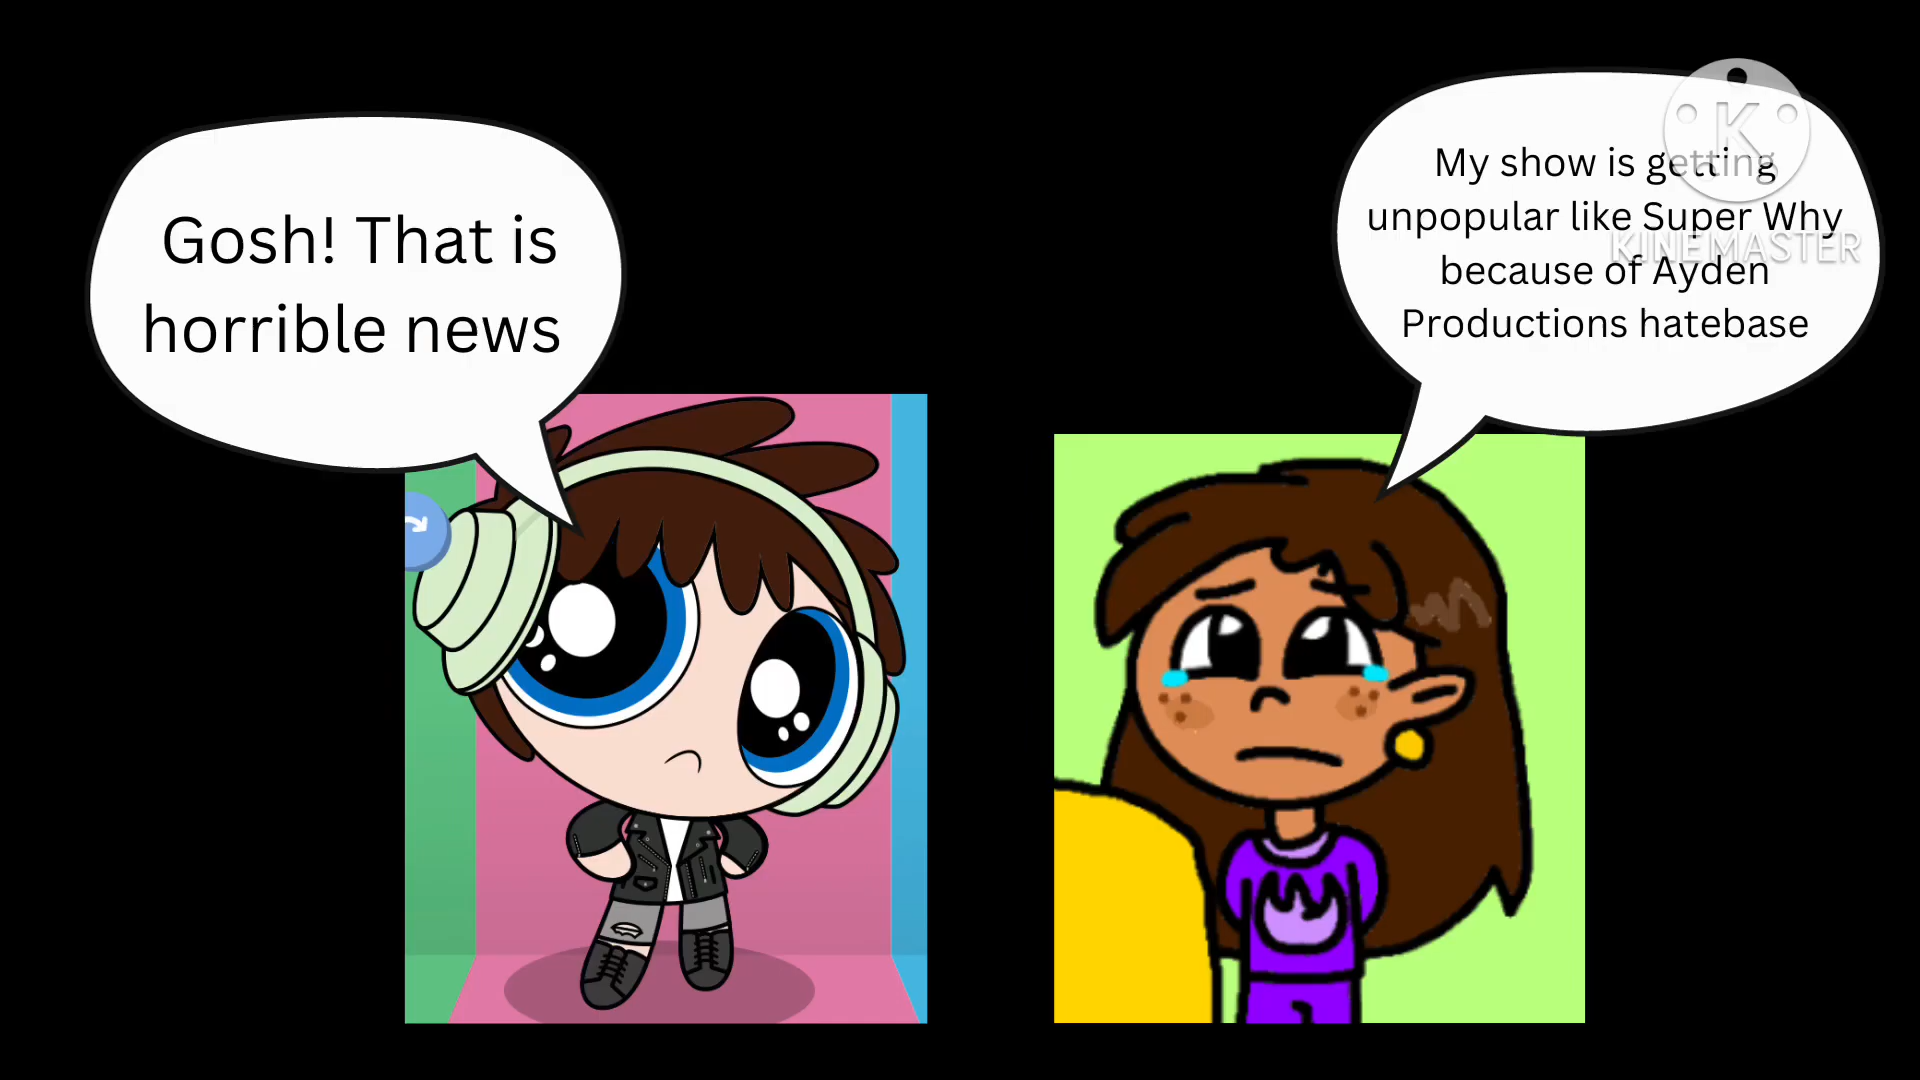 Gosh! That is
horrible news
My show is getting
unpopular like Super Why
because of Ayden
Productions hatebase
K
KINEMASTER